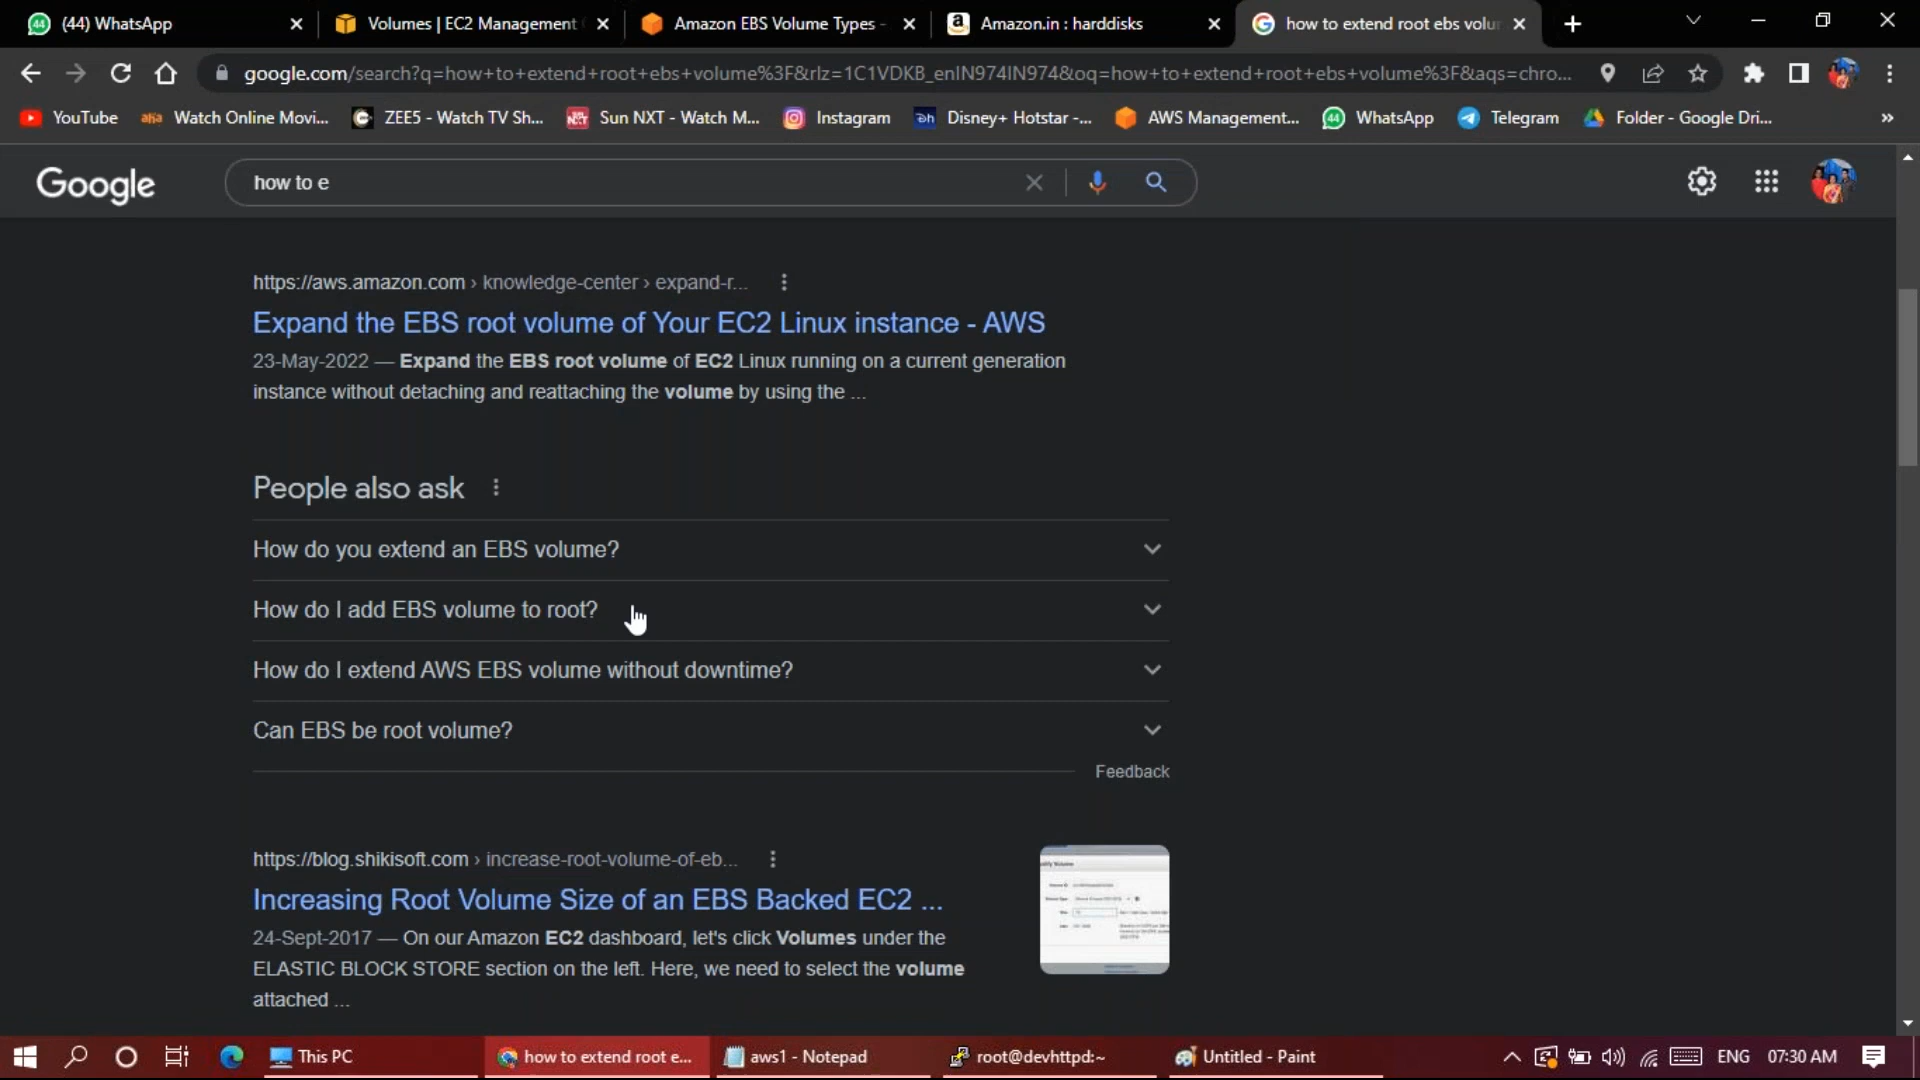 (44) WhatsApp
Volumes | EC2 Management
Amazon EBS Volume Types -
Amazon.in : harddisks
how to extend root ebs volu
google.com/search?q=how+to+extend+root+ebs+volume%3F&rlz=1C1VDKB_enIN974IN974&oq=how+to+extend+root+ebs+volume%3F&aqs=chro...
YouTube
aha Watch Online Movi...
ZEE5 - Watch TV Sh...
Sun NXT - Watch M...
Instagram
Disney+ Hotstar -...
AWS Management...
44 WhatsApp
Telegram
Folder - Google Dri...
»
Google
how to e
https://aws.amazon.com › knowledge-center › expand-r...
Expand the EBS root volume of Your EC2 Linux instance - AWS
23-May-2022 — Expand the EBS root volume of EC2 Linux running on a current generation
instance without detaching and reattaching the volume by using the ...
People also ask
How do you extend an EBS volume?
How do I add EBS volume to root?
How do I extend AWS EBS volume without downtime?
Can EBS be root volume?
Feedback
https://blog.shikisoft.com › increase-root-volume-of-eb...
Increasing Root Volume Size of an EBS Backed EC2 ...
24-Sept-2017 — On our Amazon EC2 dashboard, let's click Volumes under the
ELASTIC BLOCK STORE section on the left. Here, we need to select the volume
attached ...
This PC
how to extend root e...
aws1 - Notepad
root@devhttpd:~
Untitled - Paint
ENG
07:30 AM